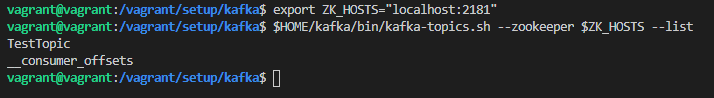 vagrant@vagrant:/vagrant/setup/kafka$ export ZK_HOSTS="localhost:2181"
vagrant@vagrant:/vagrant/setup/kafka$ $HOME/kafka/bin/kafka-topics.sh --zookeeper $ZK_HOSTS --list
TestTopic
__consumer_offsets
vagrant@vagrant:/vagrant/setup/kafka$